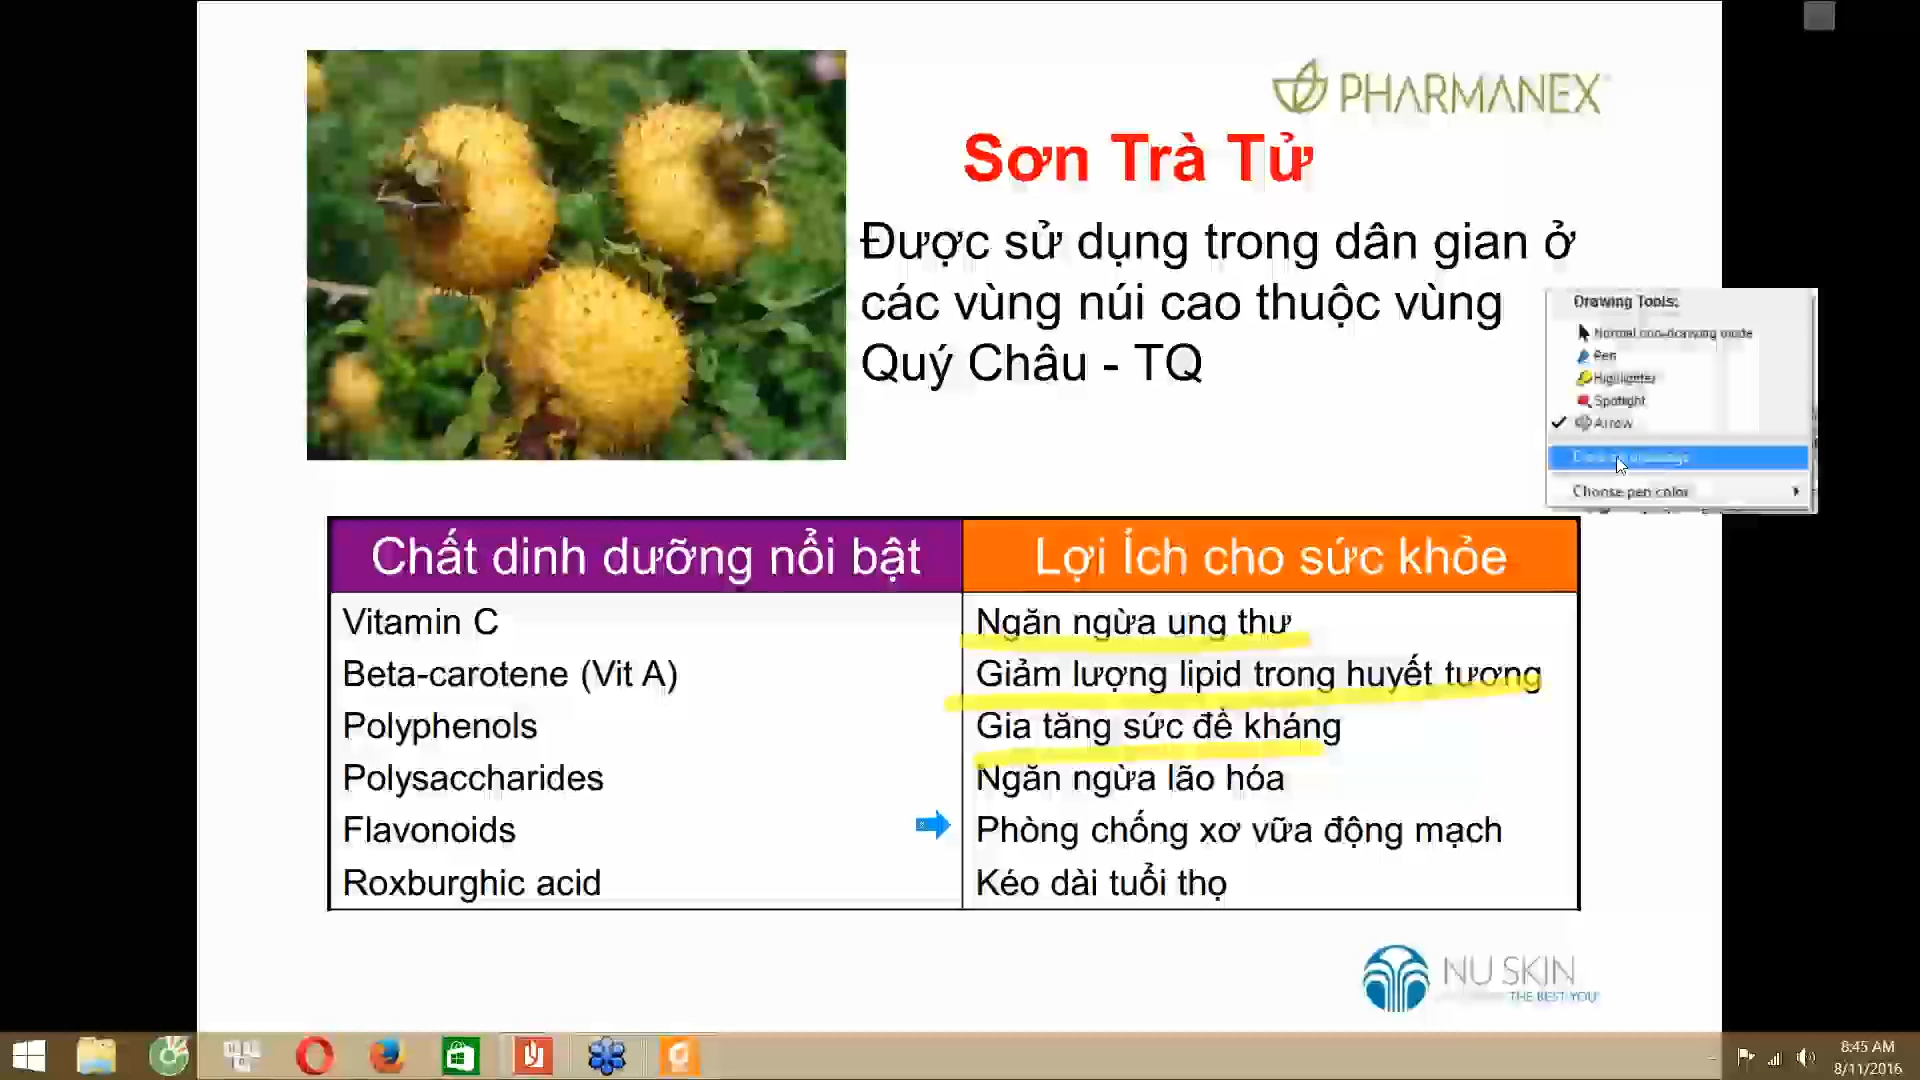 PHARMANEX
Sơn Trà Tử
Được sử dụng trong dân gian ở
các vùng núi cao thuộc vùng
Quý Châu - TQ
Drawing Tools:
Normal non-drawing mode
Pen
Highlighter
Spotlight
Arrow
Choose pen color
Chất dinh dưỡng nổi bật
Lợi Ích cho sức khỏe
Vitamin C
Ngăn ngừa ung thư
Beta-carotene (Vit A)
Giảm lượng lipid trong huyết tương
Polyphenols
Gia tăng sức đề kháng
Polysaccharides
Ngăn ngừa lão hóa
Flavonoids
Phòng chống xơ vữa động mạch
Roxburghic acid
Kéo dài tuổi thọ
NU SKIN
THE BEST YOU
8:45 AM
8/11/2016